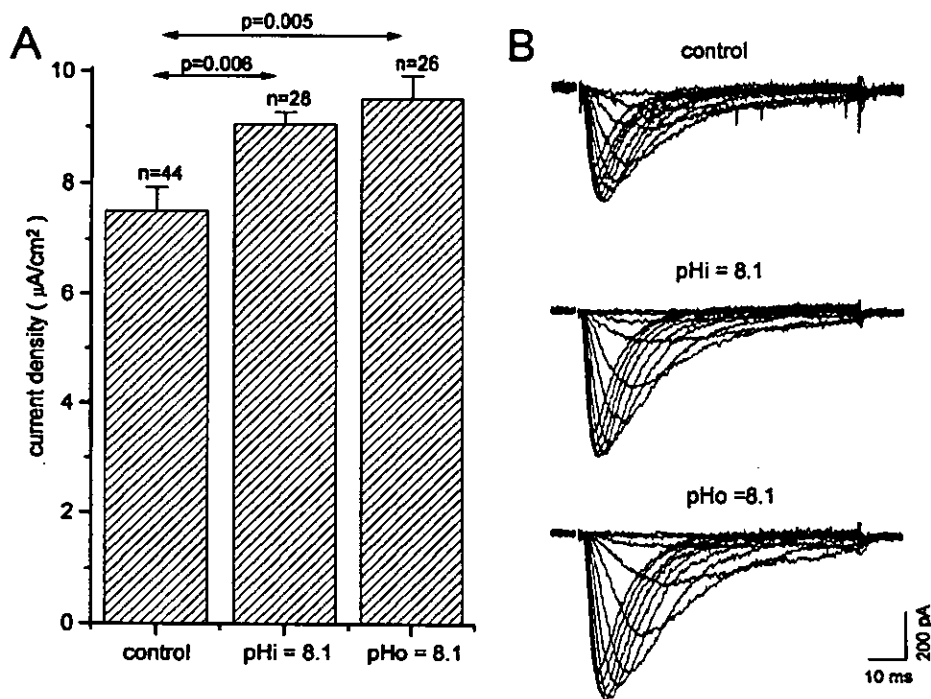 A
p=0.005
p=0.006
n=44
n=28
n=26
10
8
6
4
2
0
current density ( µA/cm²)
control
pHi = 8.1
pHo = 8.1
B
control
pHi = 8.1
pHo =8.1
200 pA
10 ms